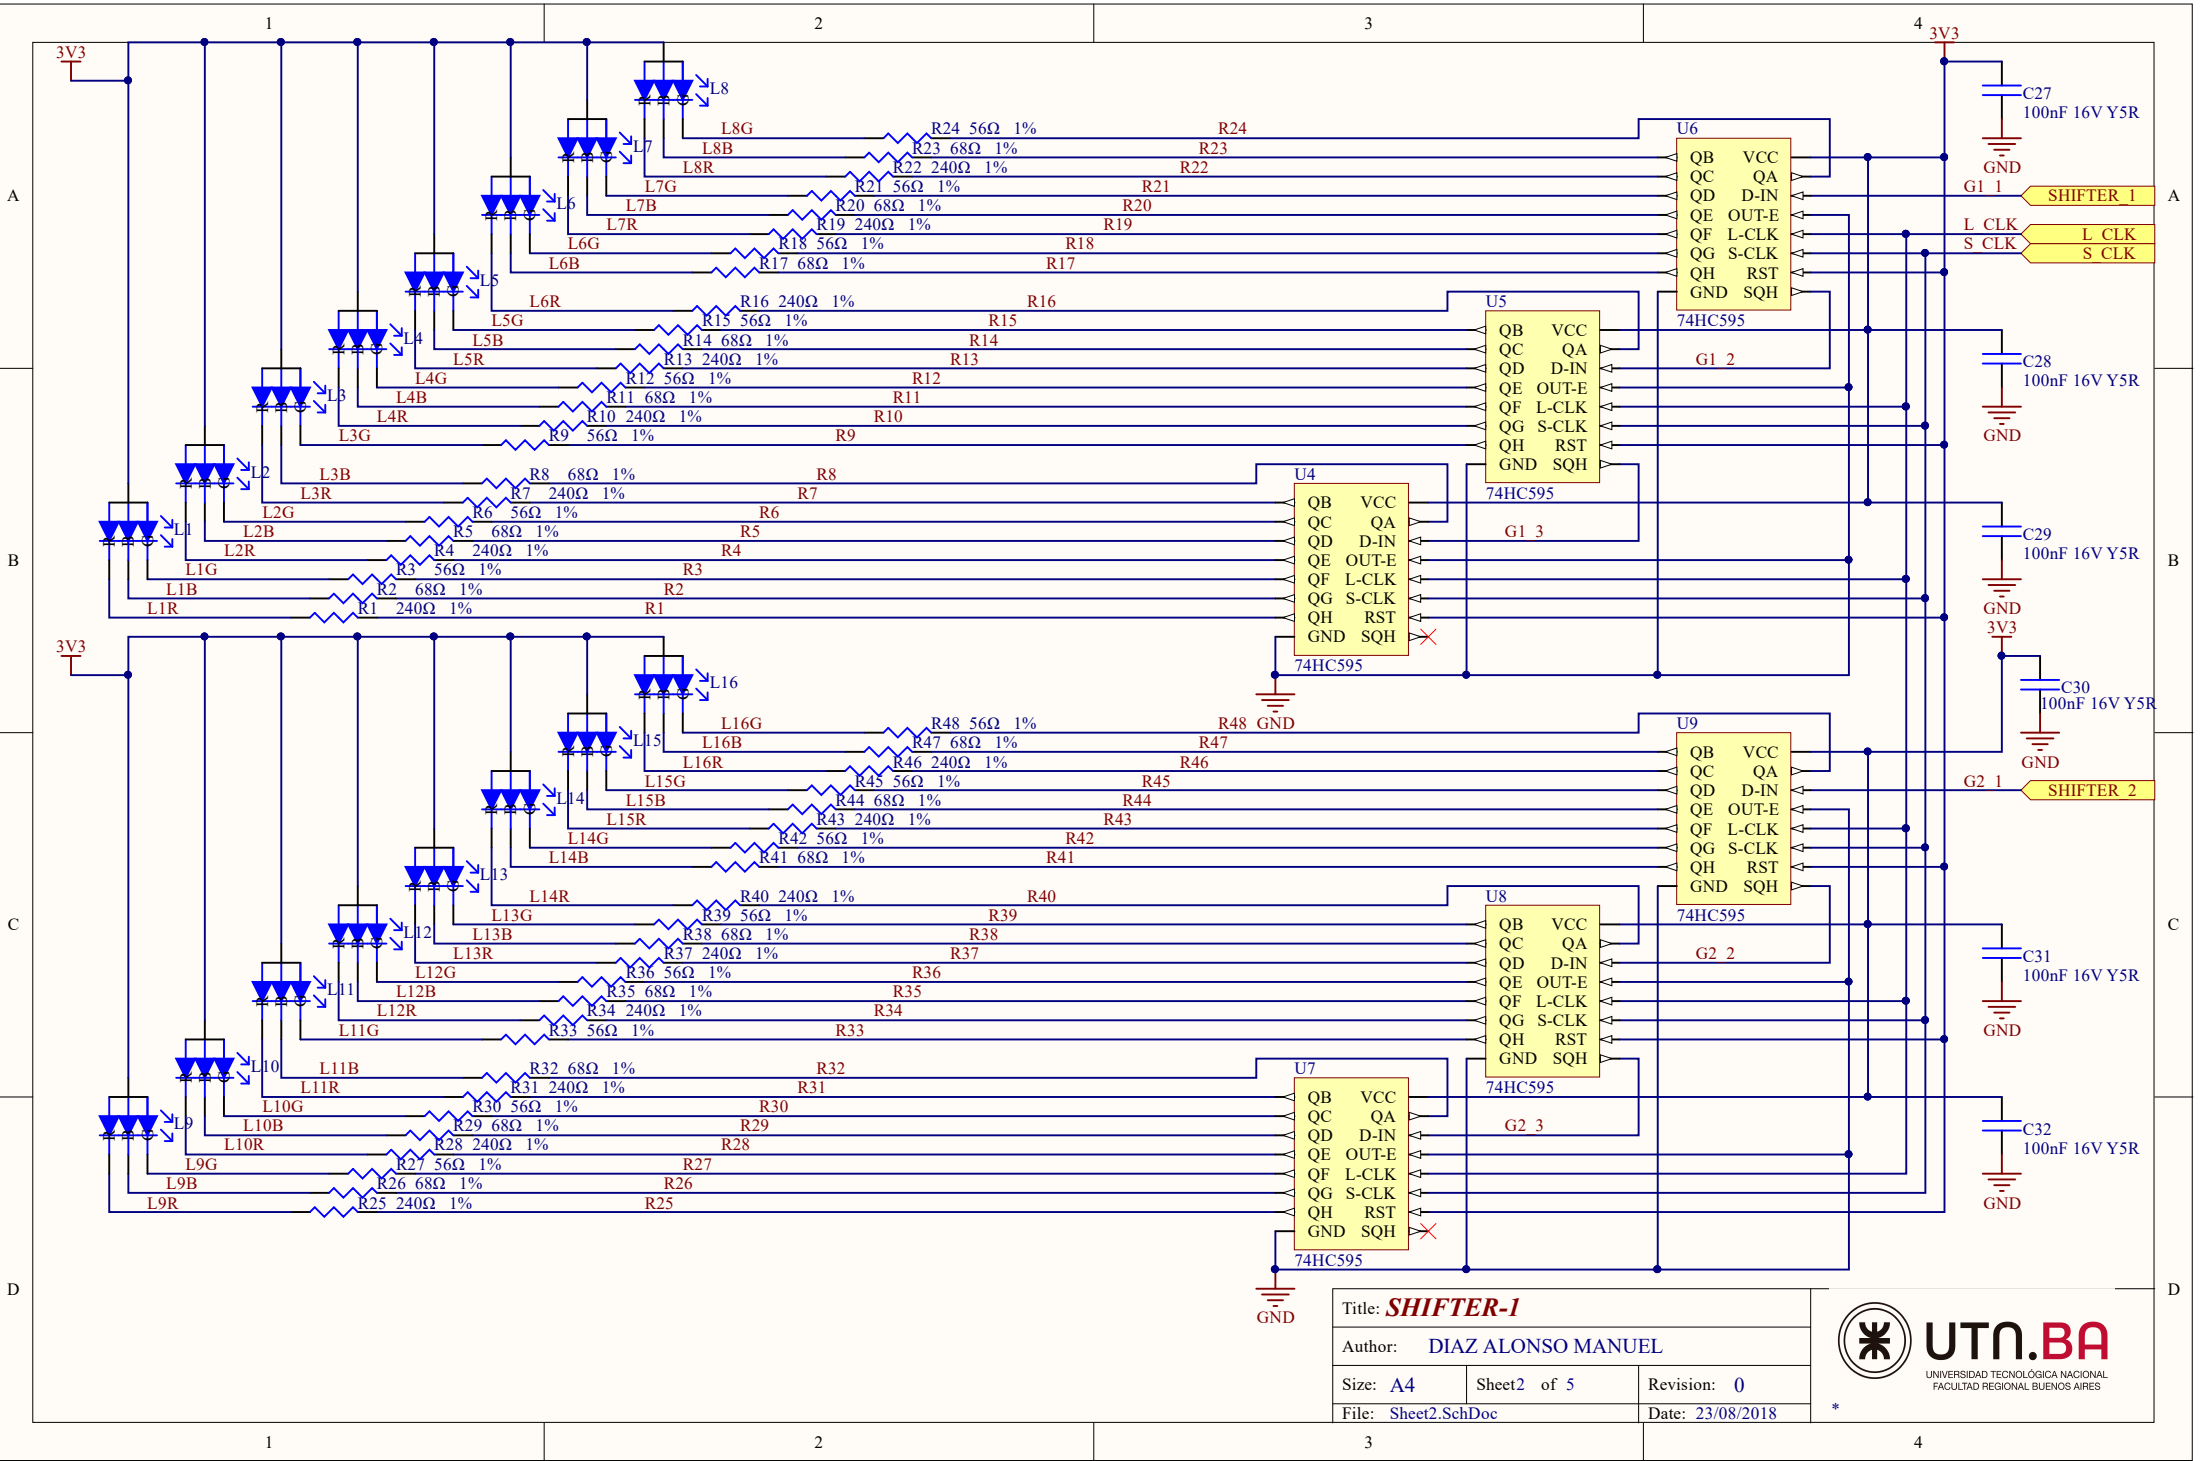 1 2 3 4
3V3 3V3
L8
C27
100nF 16V Y5R
GND
L8G R24 56Ω 1% R24
L8B R23 68Ω 1% R23
L8R R22 240Ω 1% R22
L7
L7G R21 56Ω 1% R21
L7B R20 68Ω 1% R20
L7R R19 240Ω 1% R19
L6
L6G R18 56Ω 1% R18
L6B R17 68Ω 1% R17
U6
QB VCC
QC QA
QD D-IN
QE OUT-E
QF L-CLK
QG S-CLK
QH RST
GND SQH
74HC595
A A
G1_1 SHIFTER_1
L_CLK L_CLK
S_CLK S_CLK
L6R R16 240Ω 1% R16
L5
L5G R15 56Ω 1% R15
L5B R14 68Ω 1% R14
L5R R13 240Ω 1% R13
L4
L4G R12 56Ω 1% R12
L4B R11 68Ω 1% R11
L4R R10 240Ω 1% R10
L3
L3G R9 56Ω 1% R9
U5
QB VCC
QC QA
QD D-IN
QE OUT-E
QF L-CLK
QG S-CLK
QH RST
GND SQH
74HC595
G1_2
C28
100nF 16V Y5R
GND
L3B R8 68Ω 1% R8
L3R R7 240Ω 1% R7
L2
L2G R6 56Ω 1% R6
L2B R5 68Ω 1% R5
L2R R4 240Ω 1% R4
L1
L1G R3 56Ω 1% R3
L1B R2 68Ω 1% R2
L1R R1 240Ω 1% R1
U4
QB VCC
QC QA
QD D-IN
QE OUT-E
QF L-CLK
QG S-CLK
QH RST
GND SQH
74HC595
GND
G1_3
C29
100nF 16V Y5R
GND
B B
3V3 3V3
C30
100nF 16V Y5R
GND
L16
L16G R48 56Ω 1% R48
L16B R47 68Ω 1% R47
L16R R46 240Ω 1% R46
L15
L15G R45 56Ω 1% R45
L15B R44 68Ω 1% R44
L15R R43 240Ω 1% R43
L14
L14G R42 56Ω 1% R42
L14B R41 68Ω 1% R41
U9
QB VCC
QC QA
QD D-IN
QE OUT-E
QF L-CLK
QG S-CLK
QH RST
GND SQH
74HC595
G2_1 SHIFTER_2
L14R R40 240Ω 1% R40
L13
L13G R39 56Ω 1% R39
L13B R38 68Ω 1% R38
L13R R37 240Ω 1% R37
L12
L12G R36 56Ω 1% R36
L12B R35 68Ω 1% R35
L12R R34 240Ω 1% R34
L11
L11G R33 56Ω 1% R33
U8
QB VCC
QC QA
QD D-IN
QE OUT-E
QF L-CLK
QG S-CLK
QH RST
GND SQH
74HC595
G2_2
C C
C31
100nF 16V Y5R
GND
L11B R32 68Ω 1% R32
L11R R31 240Ω 1% R31
L10
L10G R30 56Ω 1% R30
L10B R29 68Ω 1% R29
L10R R28 240Ω 1% R28
L9
L9G R27 56Ω 1% R27
L9B R26 68Ω 1% R26
L9R R25 240Ω 1% R25
U7
QB VCC
QC QA
QD D-IN
QE OUT-E
QF L-CLK
QG S-CLK
QH RST
GND SQH
74HC595
GND
G2_3
C32
100nF 16V Y5R
GND
D D
Title: SHIFTER-1
Author: DIAZ ALONSO MANUEL
Size: A4 Sheet2 of 5 Revision: 0
File: Sheet2.SchDoc Date: 23/08/2018
UTN.BA
UNIVERSIDAD TECNOLÓGICA NACIONAL
FACULTAD REGIONAL BUENOS AIRES
*
1 2 3 4